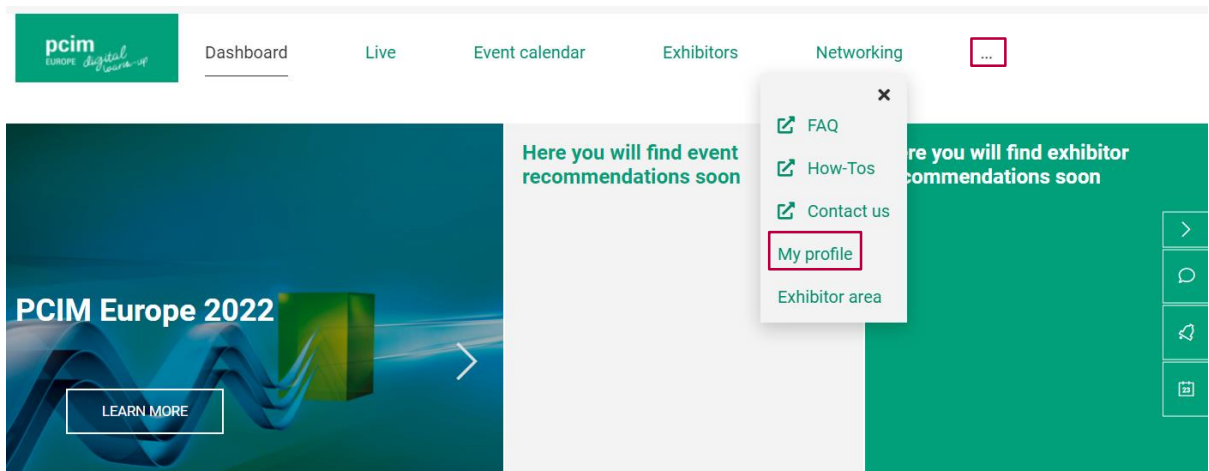 pcim
EUROPE digital
warm-up
Dashboard
Live
Event calendar
Exhibitors
Networking
...
FAQ
How-Tos
Contact us
My profile
Exhibitor area
PCIM Europe 2022
LEARN MORE
Here you will find event
recommendations soon
re you will find exhibitor
commendations soon
23